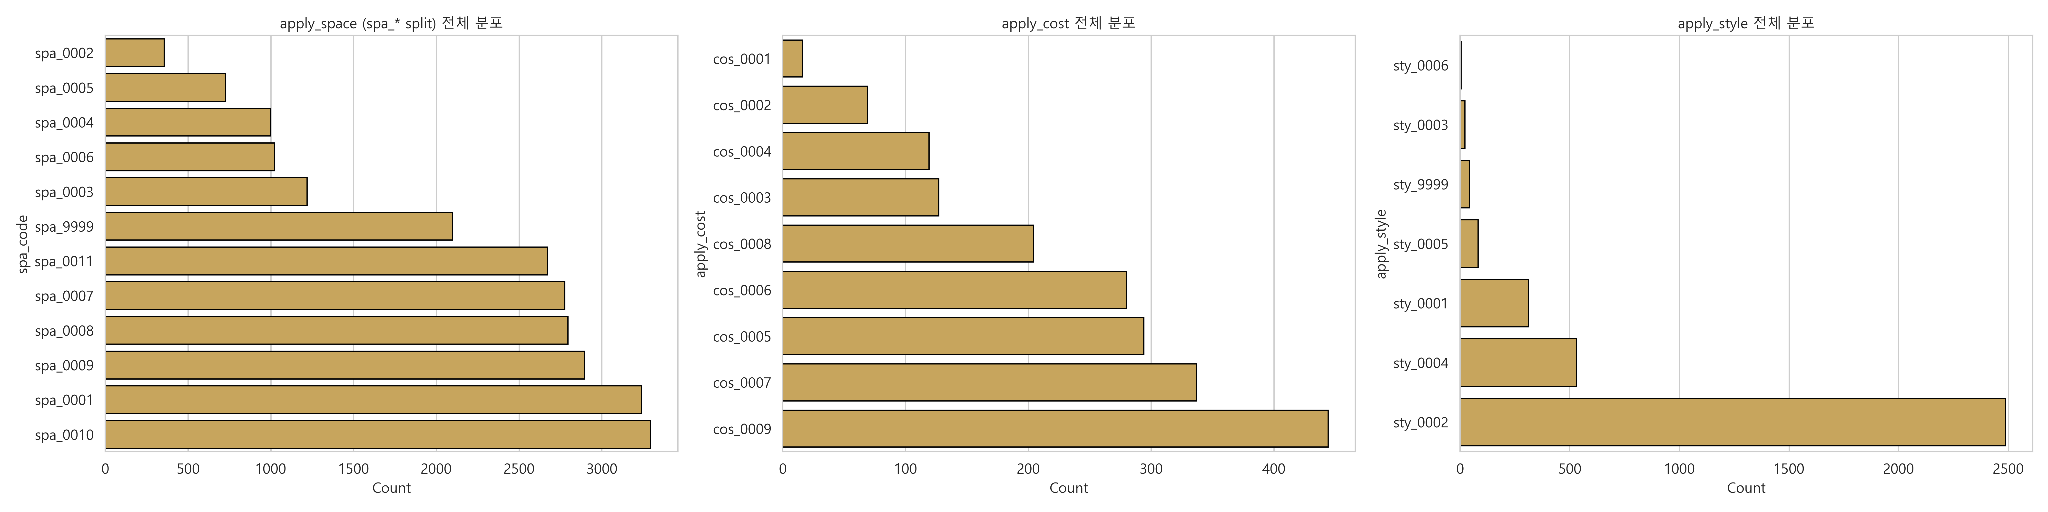 apply_space (spa_* split) 전체 분포
spa_code
spa_0002
spa_0005
spa_0004
spa_0006
spa_0003
spa_9999
spa_0011
spa_0007
spa_0008
spa_0009
spa_0001
spa_0010
0 500 1000 1500 2000 2500 3000
Count
apply_cost 전체 분포
apply_cost
cos_0001
cos_0002
cos_0004
cos_0003
cos_0008
cos_0006
cos_0005
cos_0007
cos_0009
0 100 200 300 400
Count
apply_style 전체 분포
apply_style
sty_0006
sty_0003
sty_9999
sty_0005
sty_0001
sty_0004
sty_0002
0 500 1000 1500 2000 2500
Count